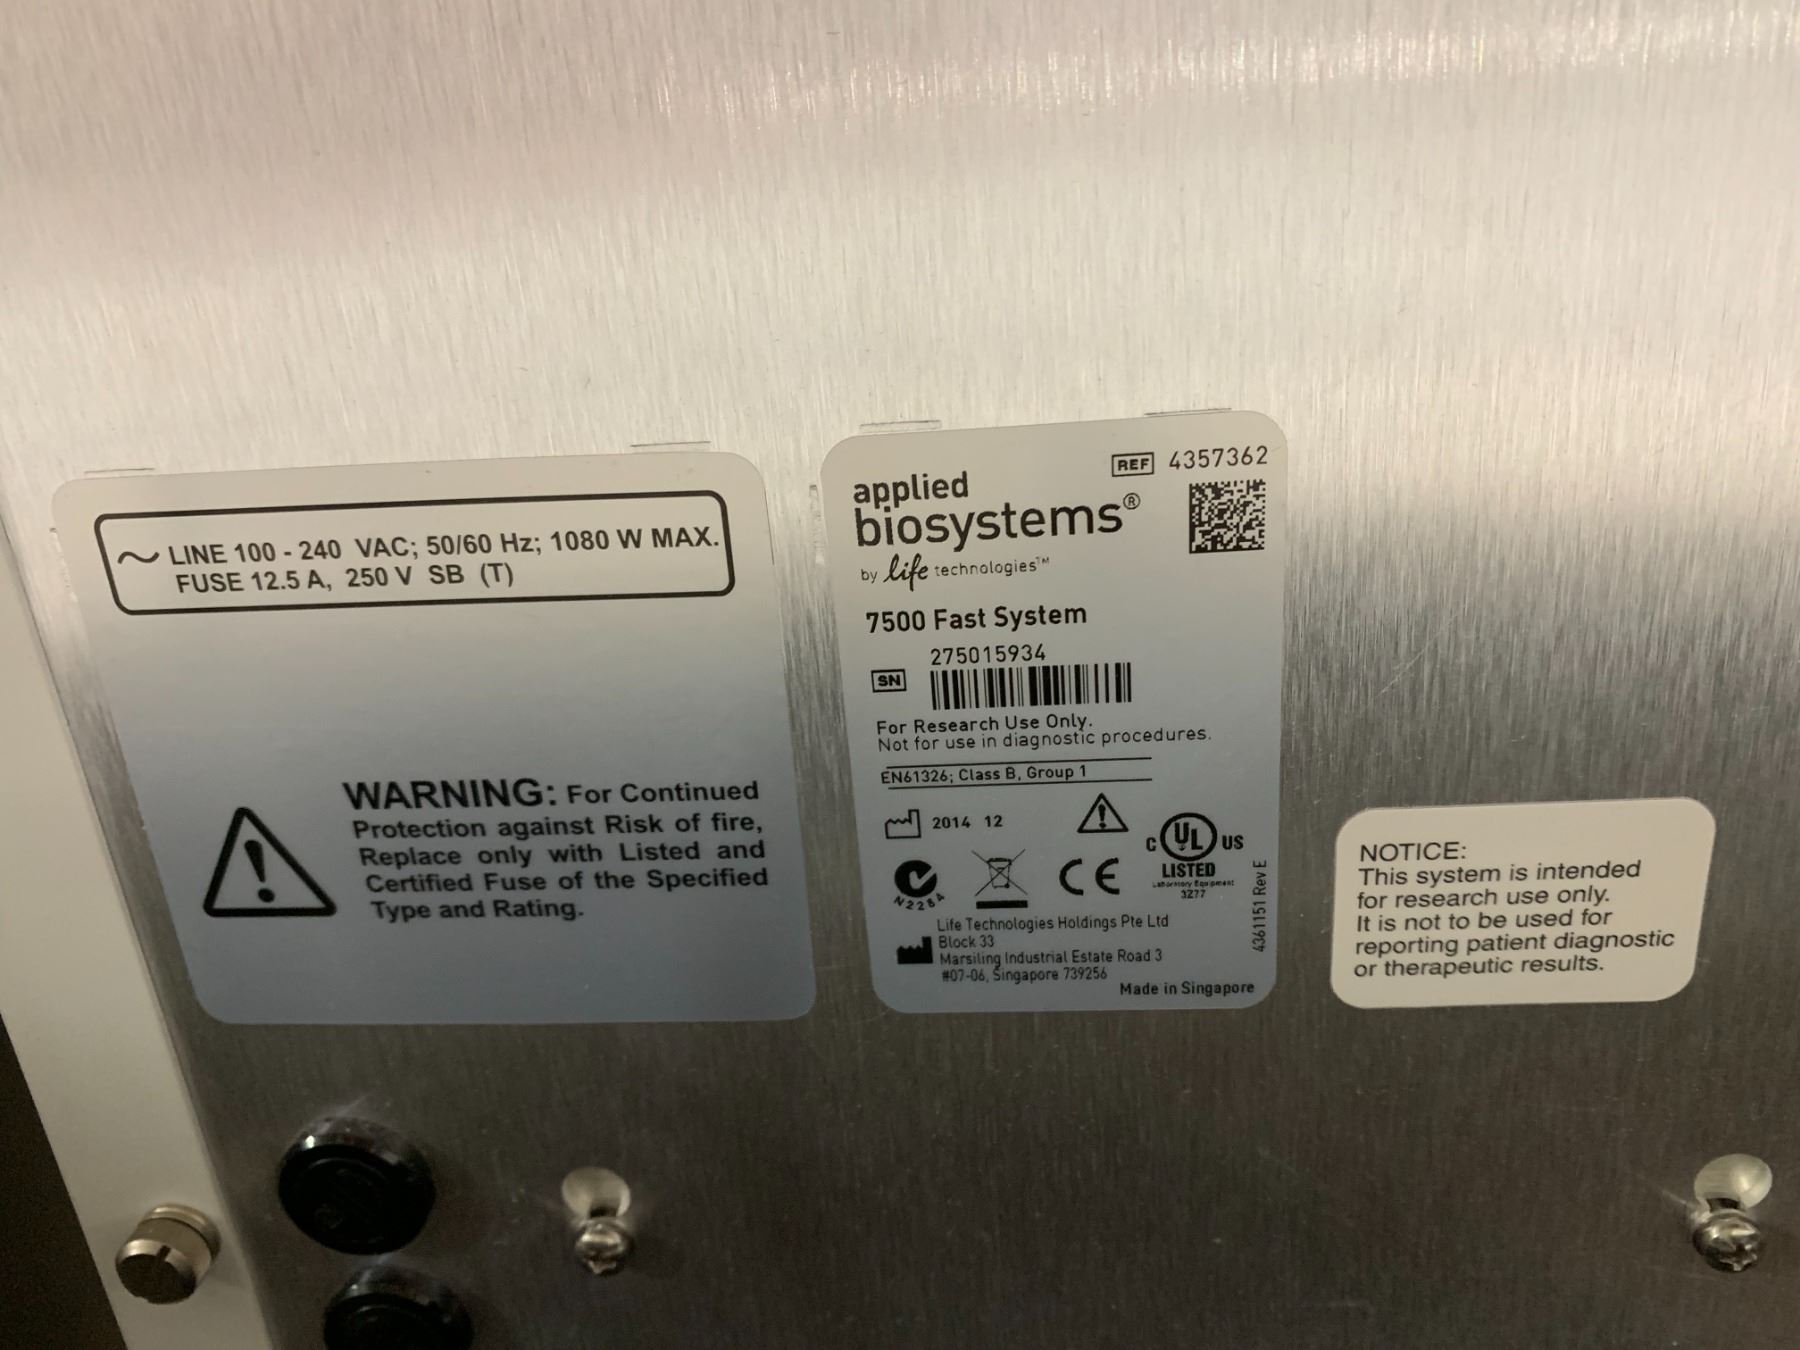 ~ LINE 100 - 240 VAC; 50/60 Hz; 1080 W MAX.
FUSE 12.5 A, 250 V SB (T)
WARNING: For Continued
Protection against Risk of fire,
Replace only with Listed and
Certified Fuse of the Specified
Type and Rating.
REF 4357362
applied
biosystems®
by life technologies™
7500 Fast System
275015934
SN
For Research Use Only.
Not for use in diagnostic procedures.
EN61326; Class B, Group 1
2014 12
C UL US
LISTED
Laboratory Equipment
3Z77
N2254
CE
4361151 Rev E
Life Technologies Holdings Pte Ltd
Block 33
Marsiling Industrial Estate Road 3
#07-06, Singapore 739256
Made in Singapore
NOTICE:
This system is intended
for research use only.
It is not to be used for
reporting patient diagnostic
or therapeutic results.